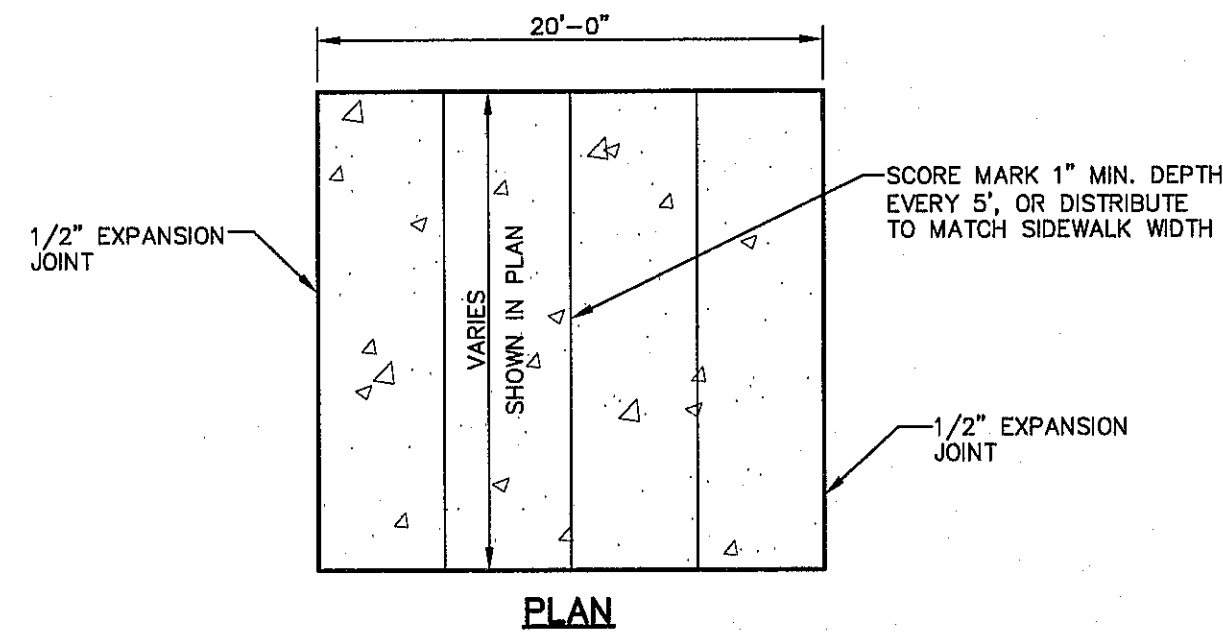 20'-0"
SCORE MARK 1" MIN. DEPTH
EVERY 5', OR DISTRIBUTE
TO MATCH SIDEWALK WIDTH
1/2" EXPANSION
JOINT
VARIES
SHOWN IN PLAN
1/2" EXPANSION
JOINT
PLAN